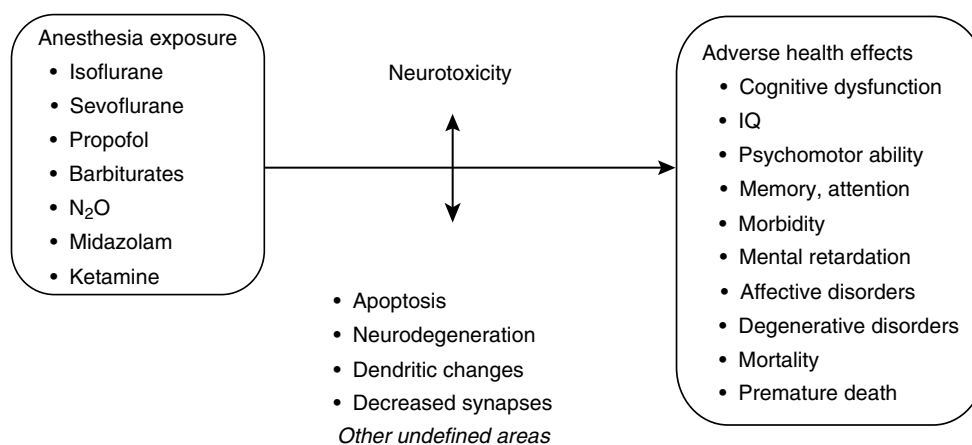 Anesthesia exposure
• Isoflurane
• Sevoflurane
• Propofol
• Barbiturates
• N₂O
• Midazolam
• Ketamine
Neurotoxicity
• Apoptosis
• Neurodegeneration
• Dendritic changes
• Decreased synapses
Other undefined areas
Adverse health effects
• Cognitive dysfunction
• IQ
• Psychomotor ability
• Memory, attention
• Morbidity
• Mental retardation
• Affective disorders
• Degenerative disorders
• Mortality
• Premature death